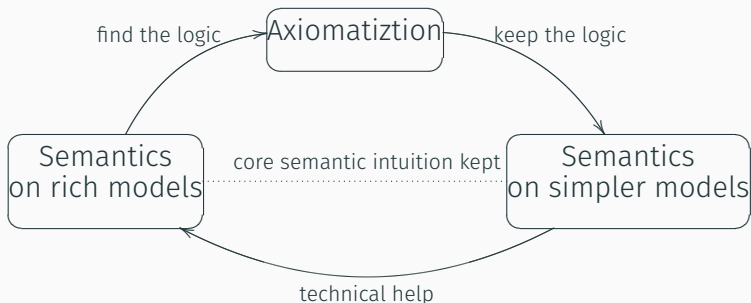 Axiomatiztion
find the logic
keep the logic
Semantics
on rich models
core semantic intuition kept
Semantics
on simpler models
technical help